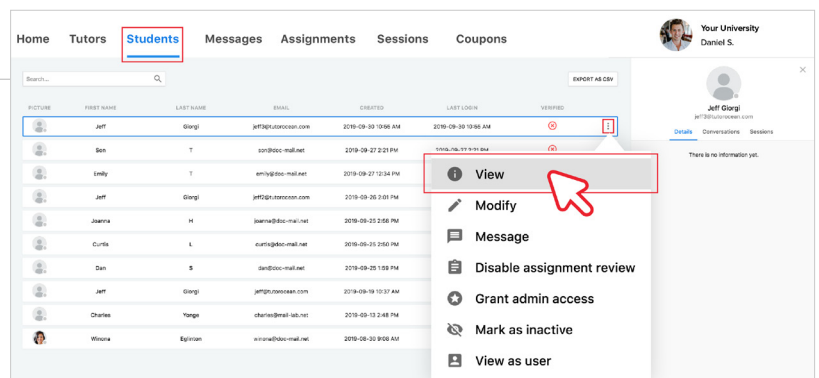 Home Tutors Students Messages Assignments Sessions Coupons
Your University
Daniel S.
Search...
EXPORT AS CSV
PICTURE FIRST NAME LAST NAME EMAIL CREATED LAST LOGIN VERIFIED
Jeff Giorgi jeff3@tutorocean.com 2019-09-30 10:56 AM 2019-09-30 10:56 AM
Son T son@doc-mail.net 2019-09-27 2:21 PM 2019-09-27 2:21 PM
Emily T emily@doc-mail.net 2019-09-27 12:34 PM
Jeff Giorgi jeff2@tutorocean.com 2019-09-26 2:01 PM
Joanna H joanna@doc-mail.net 2019-09-25 2:56 PM
Curtis L curtis@doc-mail.net 2019-09-25 2:50 PM
Dan S dan@doc-mail.net 2019-09-25 1:59 PM
Jeff Giorgi jeff@tutorocean.com 2019-09-19 10:37 AM
Charles Yonge charles@mail-lab.net 2019-09-13 2:48 PM
Winona Eglinton winona@doc-mail.net 2019-08-30 9:08 AM
View
Modify
Message
Disable assignment review
Grant admin access
Mark as inactive
View as user
Jeff Giorgi
jeff3@tutorocean.com
Details Conversations Sessions
There is no information yet.